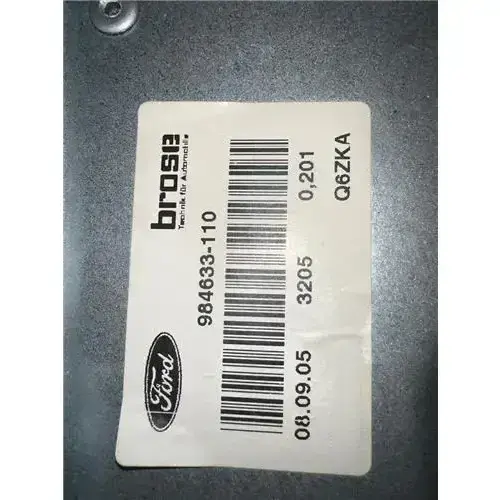 brose
Technik für Automobile
984633-110
Ford
08.09.05 3205 0,201
Q6ZKA